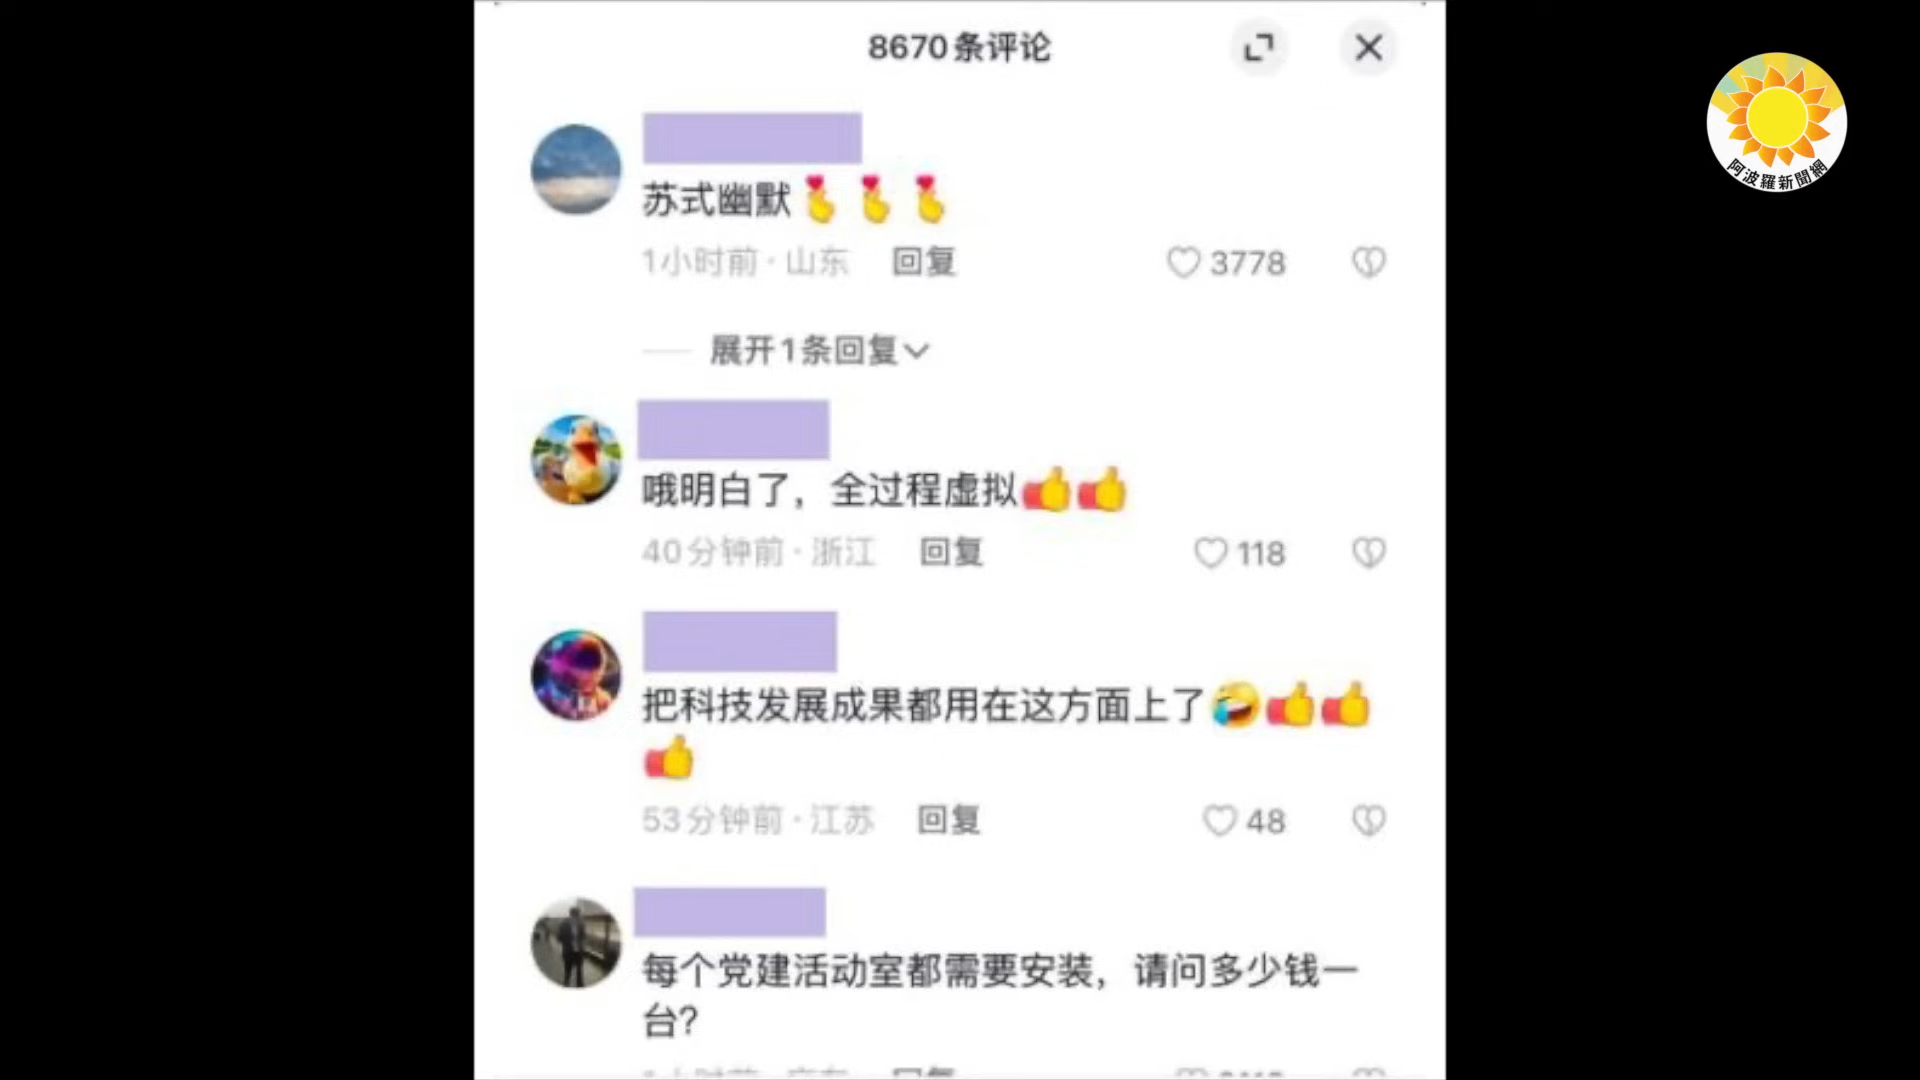 8670条评论
阿波羅新聞網
苏式幽默
1小时前·山东 回复 3778
展开1条回复
哦明白了，全过程虚拟
40分钟前·浙江 回复 118
把科技发展成果都用在这方面上了
53分钟前·江苏 回复 48
每个党建活动室都需要安装，请问多少钱一
台?